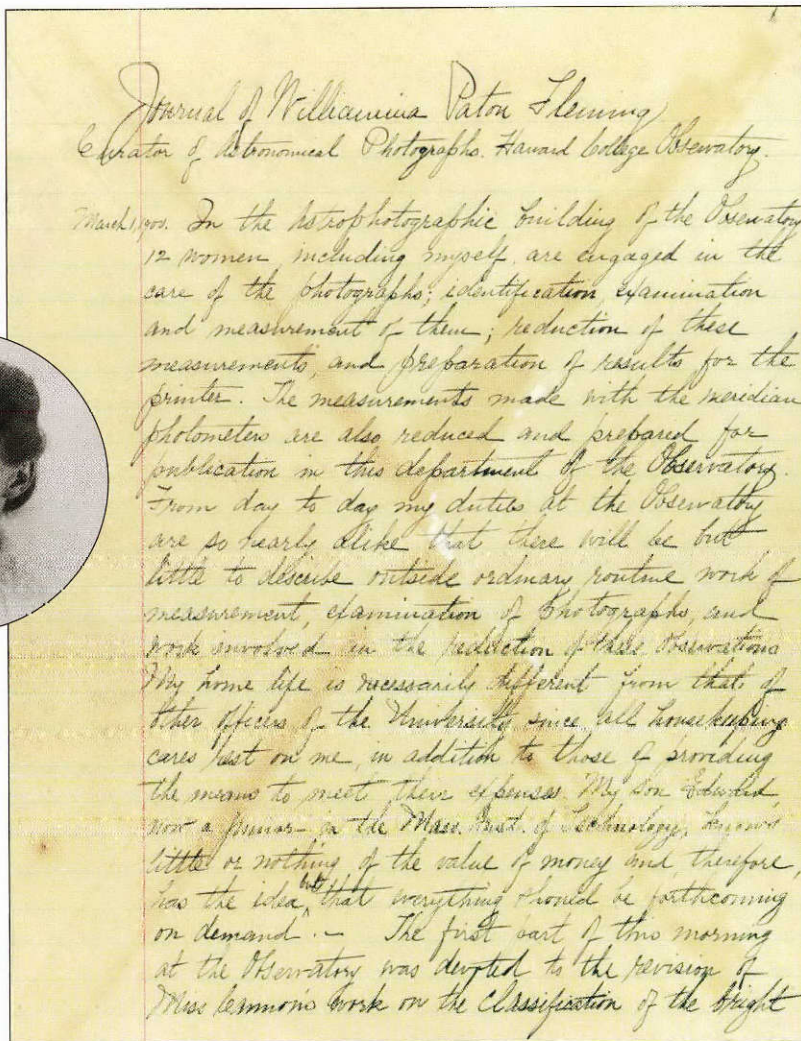 Journal of Williamina Paton Fleming
Curator of Astronomical Photographs. Harvard College Observatory.
March 1, 1900. In the Astrophotographic building of the Observatory
12 women, including myself, are engaged in the
care of the photographs; identification, examination
and measurement of them; reduction of these
measurements, and preparation of results for the
printer. The measurements made with the meridian
photometers are also reduced and prepared for
publication in this department of the Observatory.
From day to day my duties at the Observatory
are so nearly alike that there will be but
little to describe outside ordinary routine work of
measurement, examination of photographs, and
work involved in the reduction of these observations
My home life is necessarily different from that of
other officers of the University since all housekeeping
cares rest on me, in addition to those of providing
the means to meet their expenses. My son Edward,
now a junior in the Mass. Inst. of Technology, knows
little or nothing of the value of money and, therefore,
has the idea that everything should be forthcoming
on demand. — The first part of this morning
at the Observatory was devoted to the revision of
Miss Cannon's work on the classification of the bright